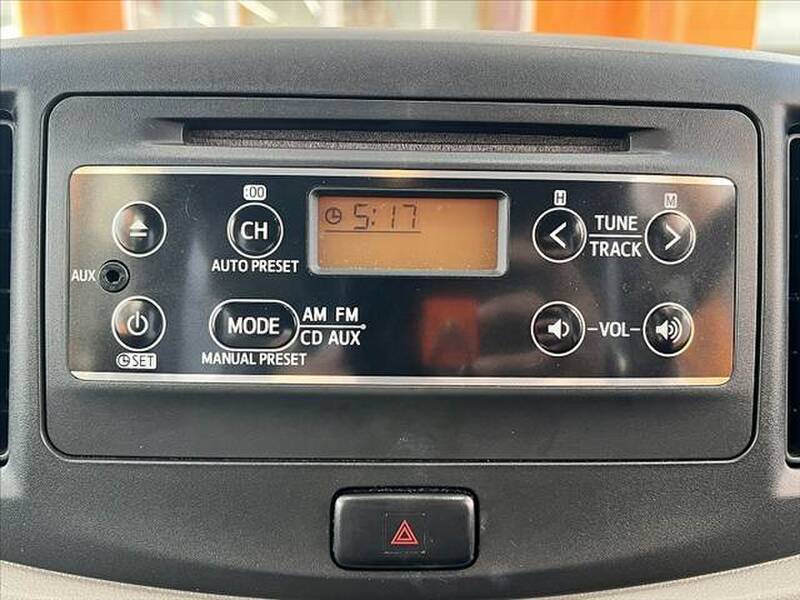 :00
H
M
5:17
CH
TUNE
TRACK
AUTO PRESET
AUX
MODE
AM FM
CD AUX
VOL
SET
MANUAL PRESET